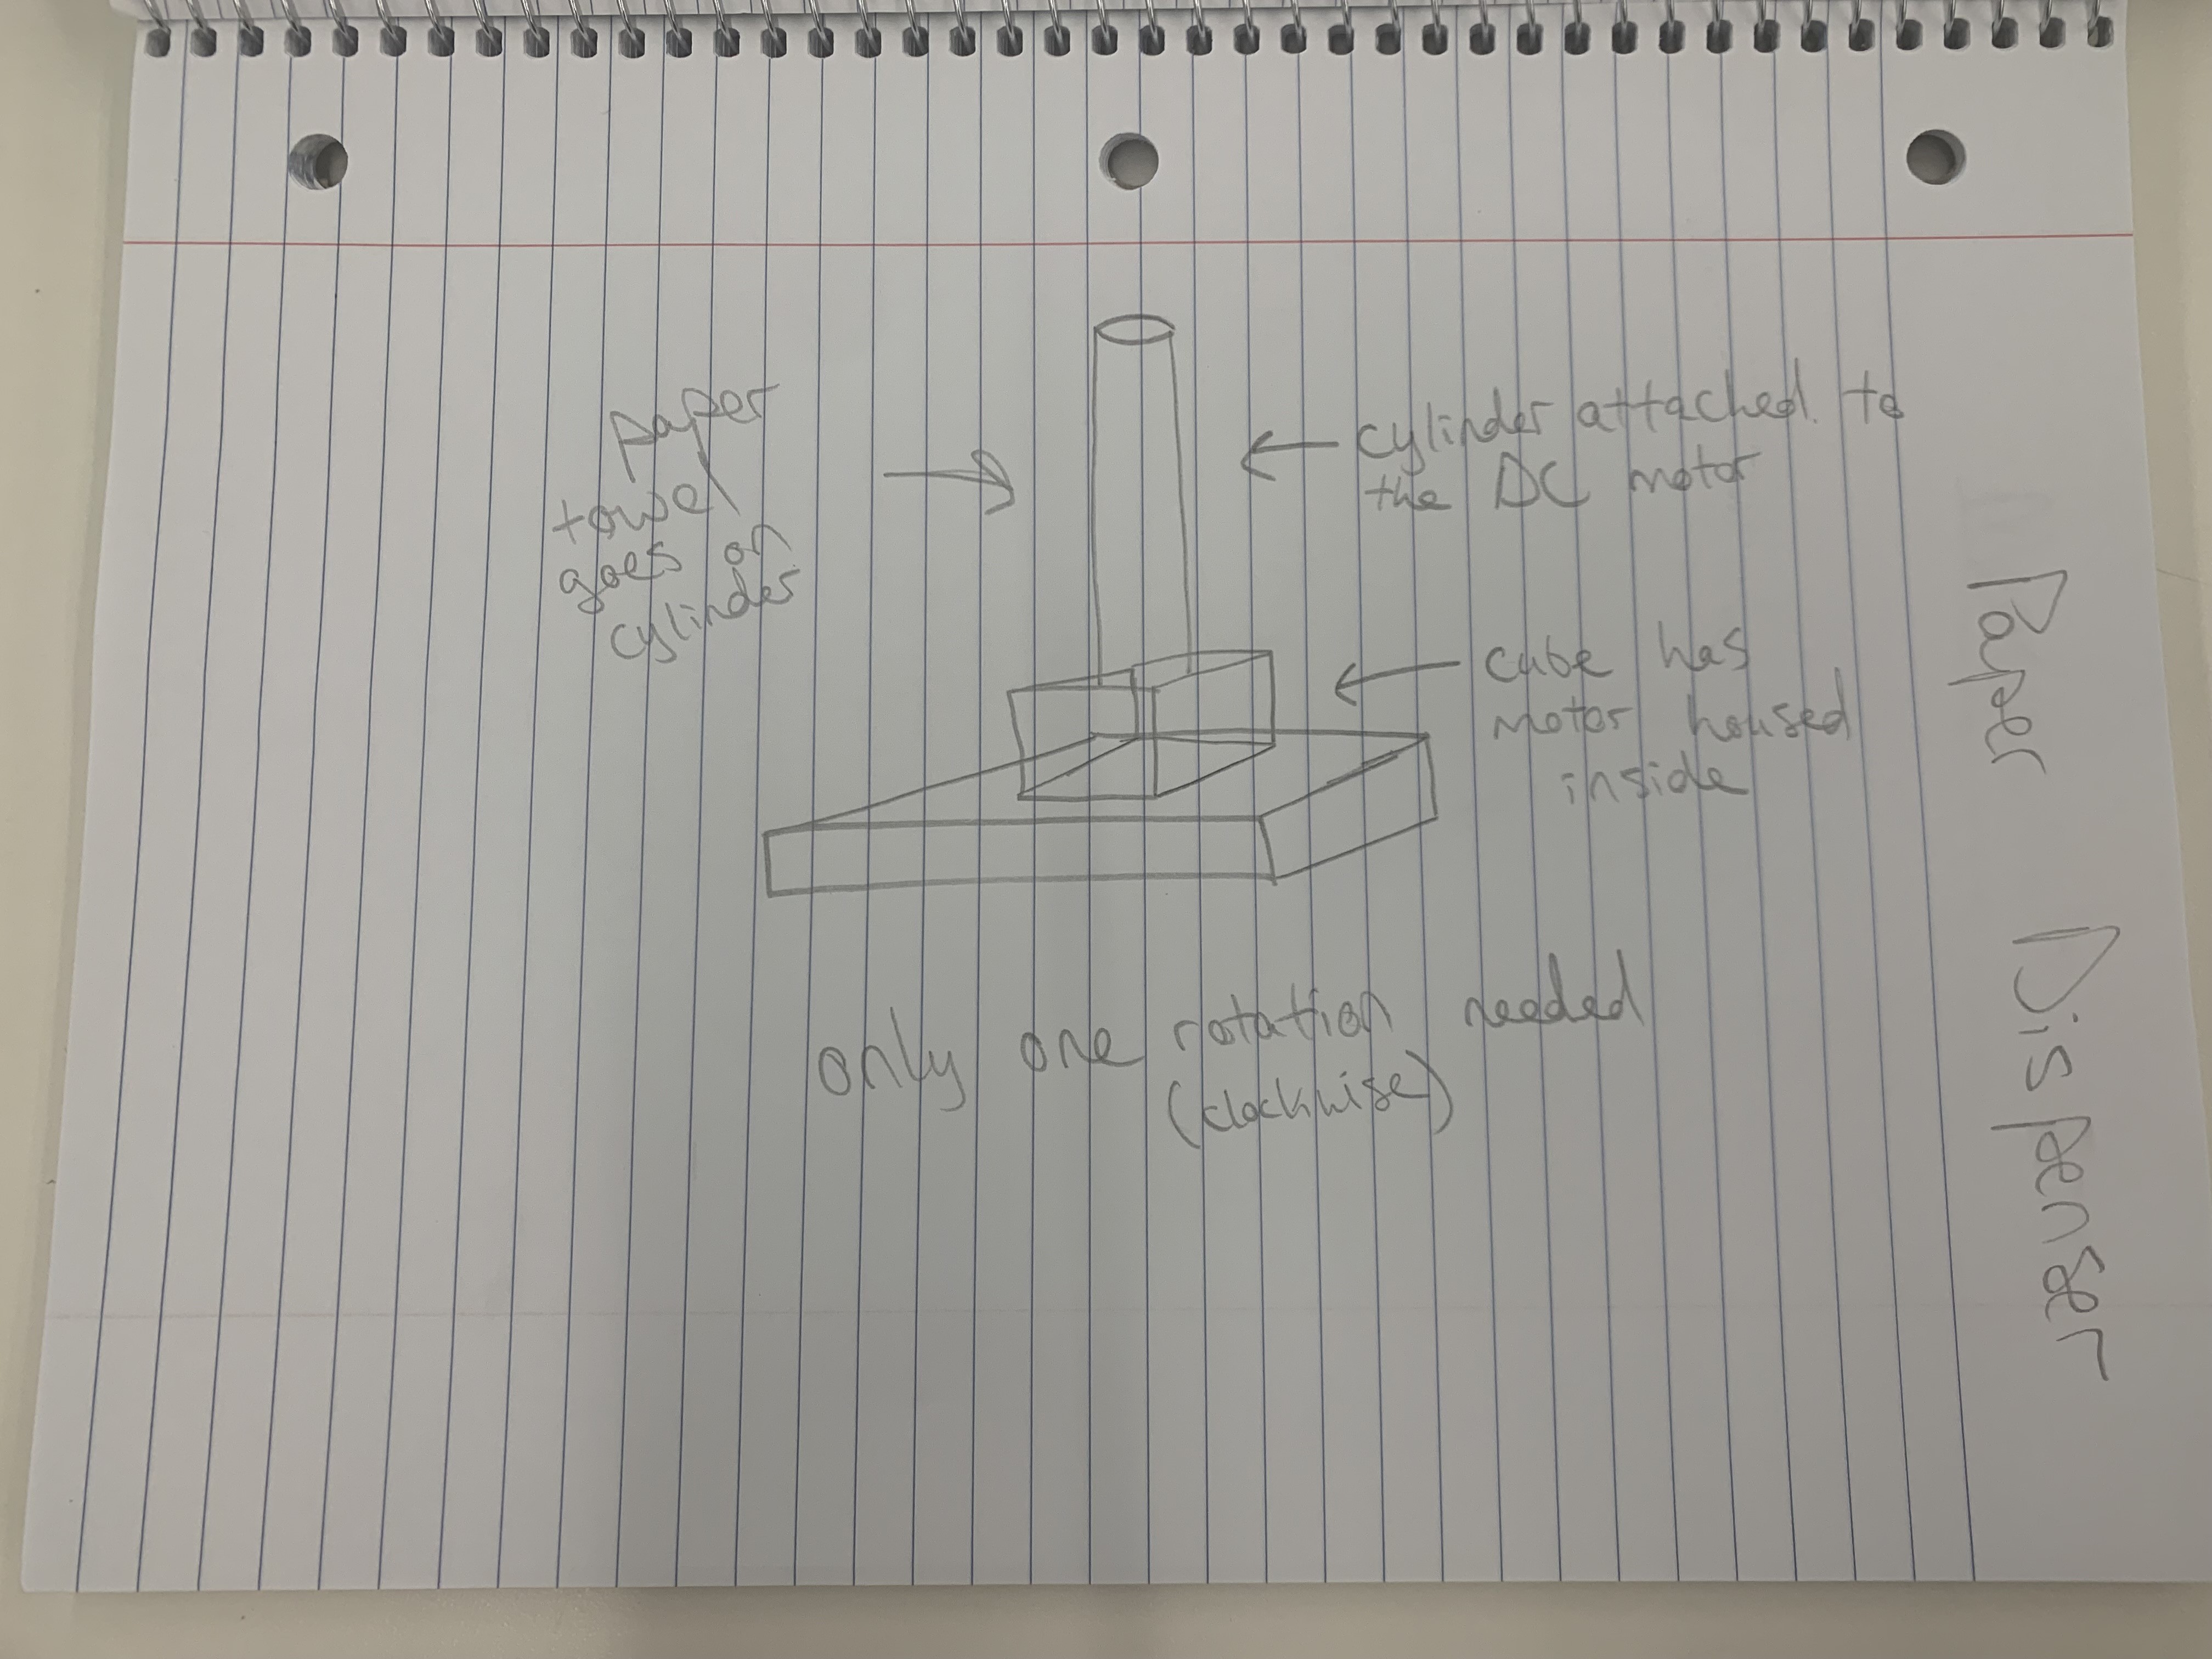 Paper Dispenser
paper
towel
goes on
cylinder
cylinder attached to
the DC motor
cube has
motor housed
inside
only one rotation needed
(clockwise)